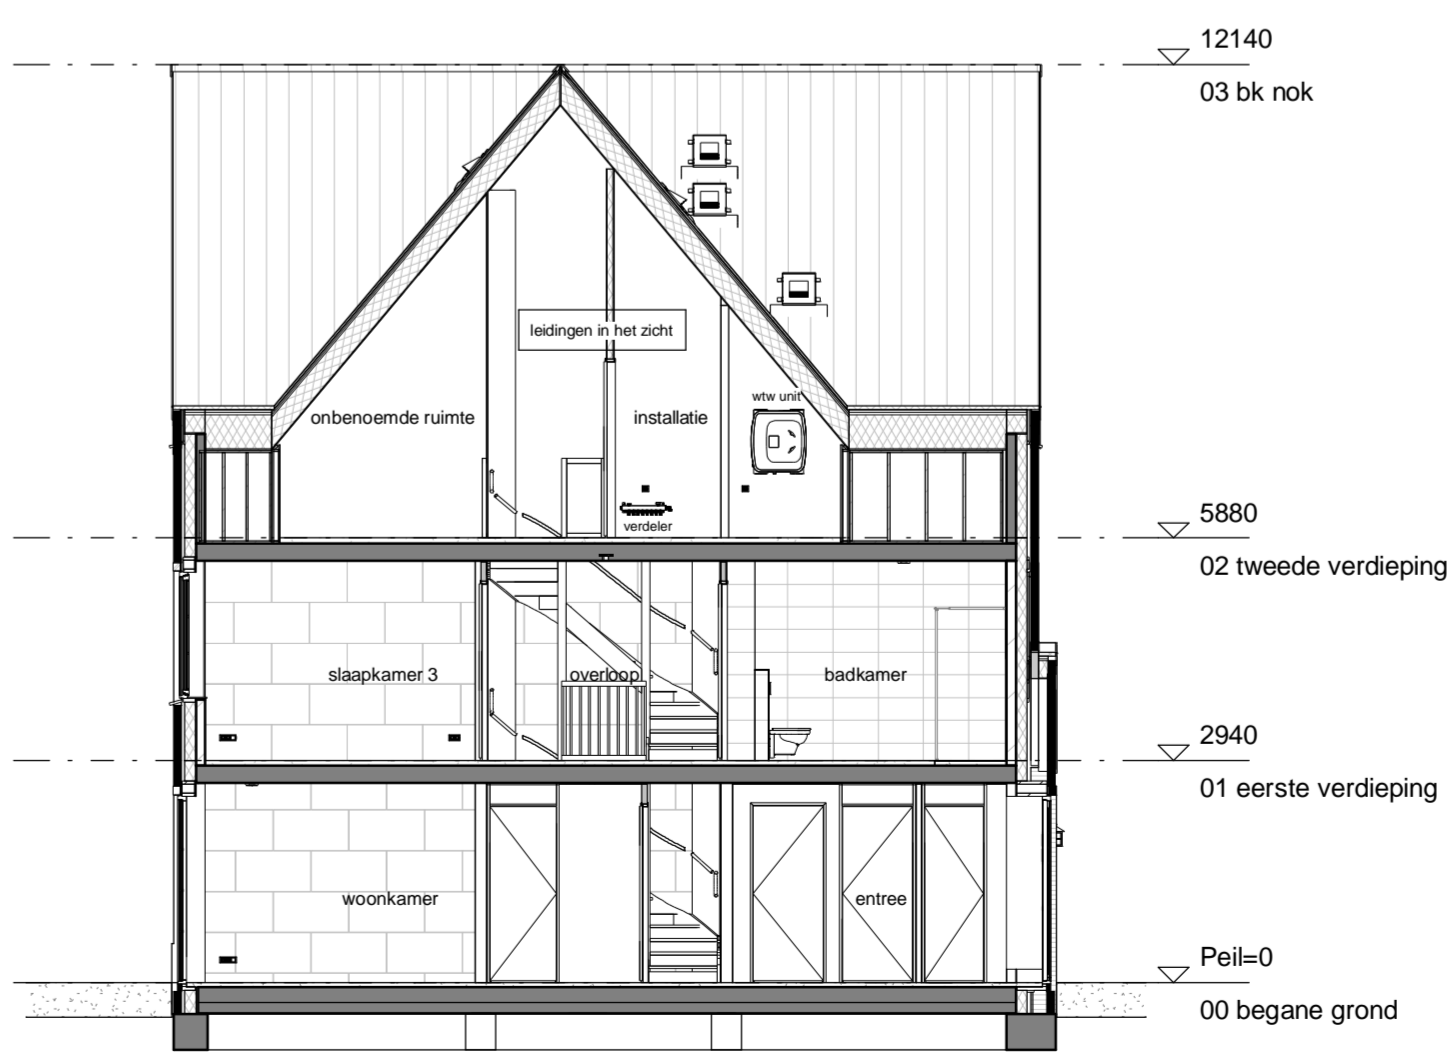 12140
03 bk nok
leidingen in het zicht
wtw unit
onbenoemde ruimte
installatie
verdeler
5880
02 tweede verdieping
slaapkamer 3
overloop
badkamer
2940
01 eerste verdieping
woonkamer
entree
Peil=0
00 begane grond